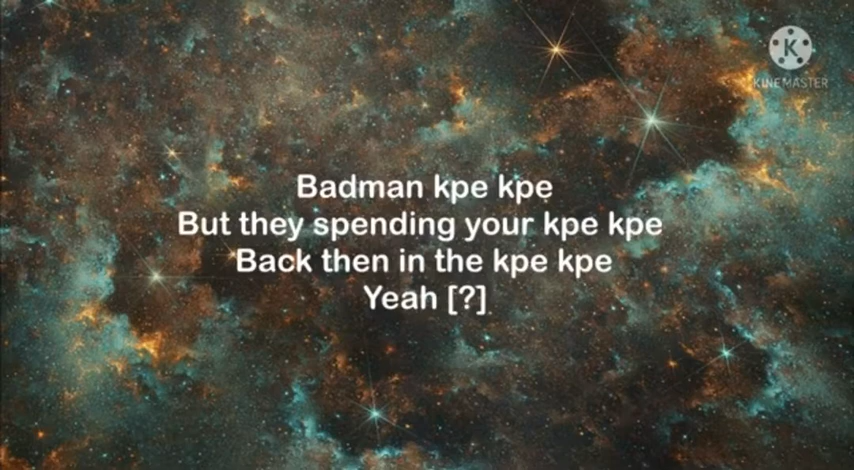 KINEMASTER
Badman kpe kpe
But they spending your kpe kpe
Back then in the kpe kpe
Yeah [?]